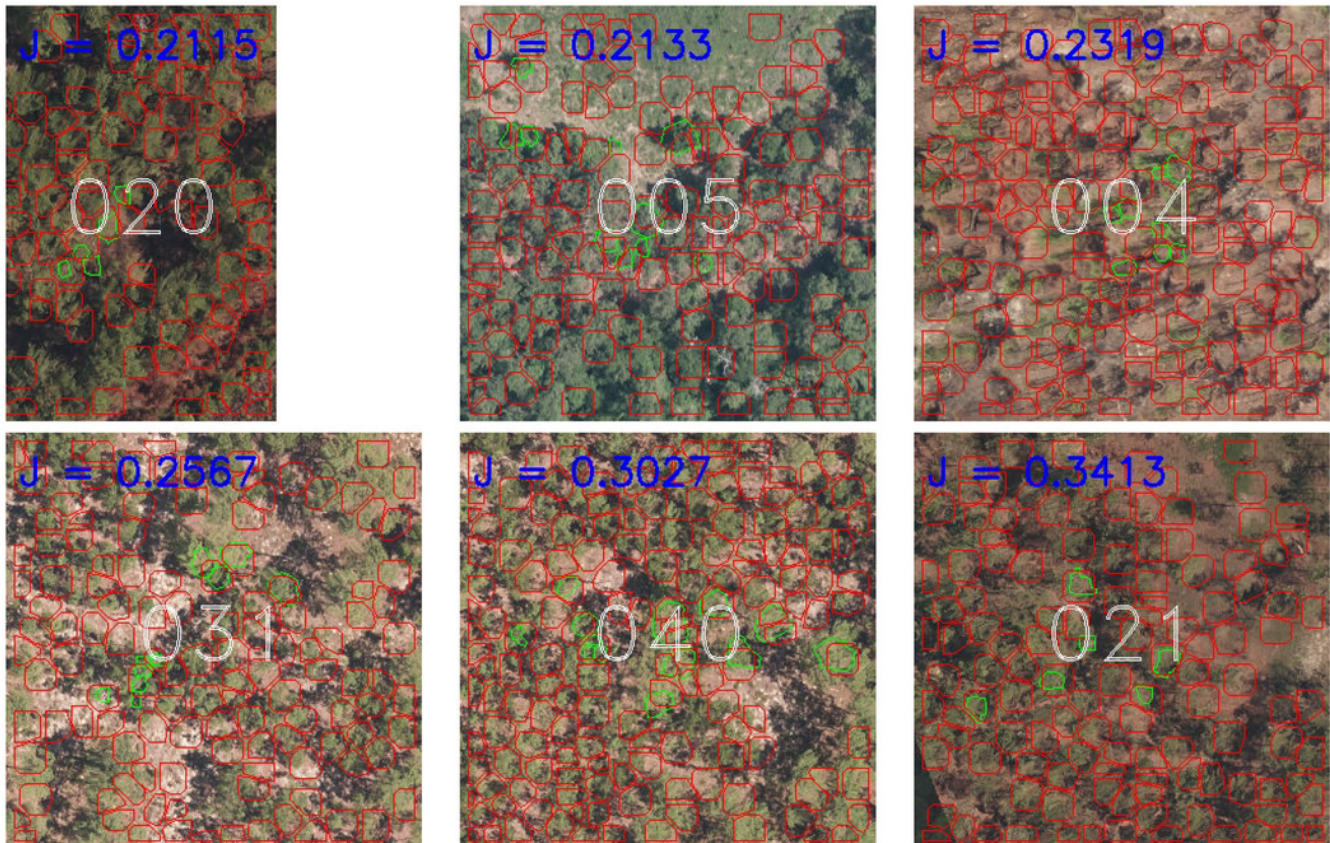 J = 0.2115
020
J = 0.2133
005
J = 0.2319
004
J = 0.2567
031
J = 0.3027
040
J = 0.3413
021